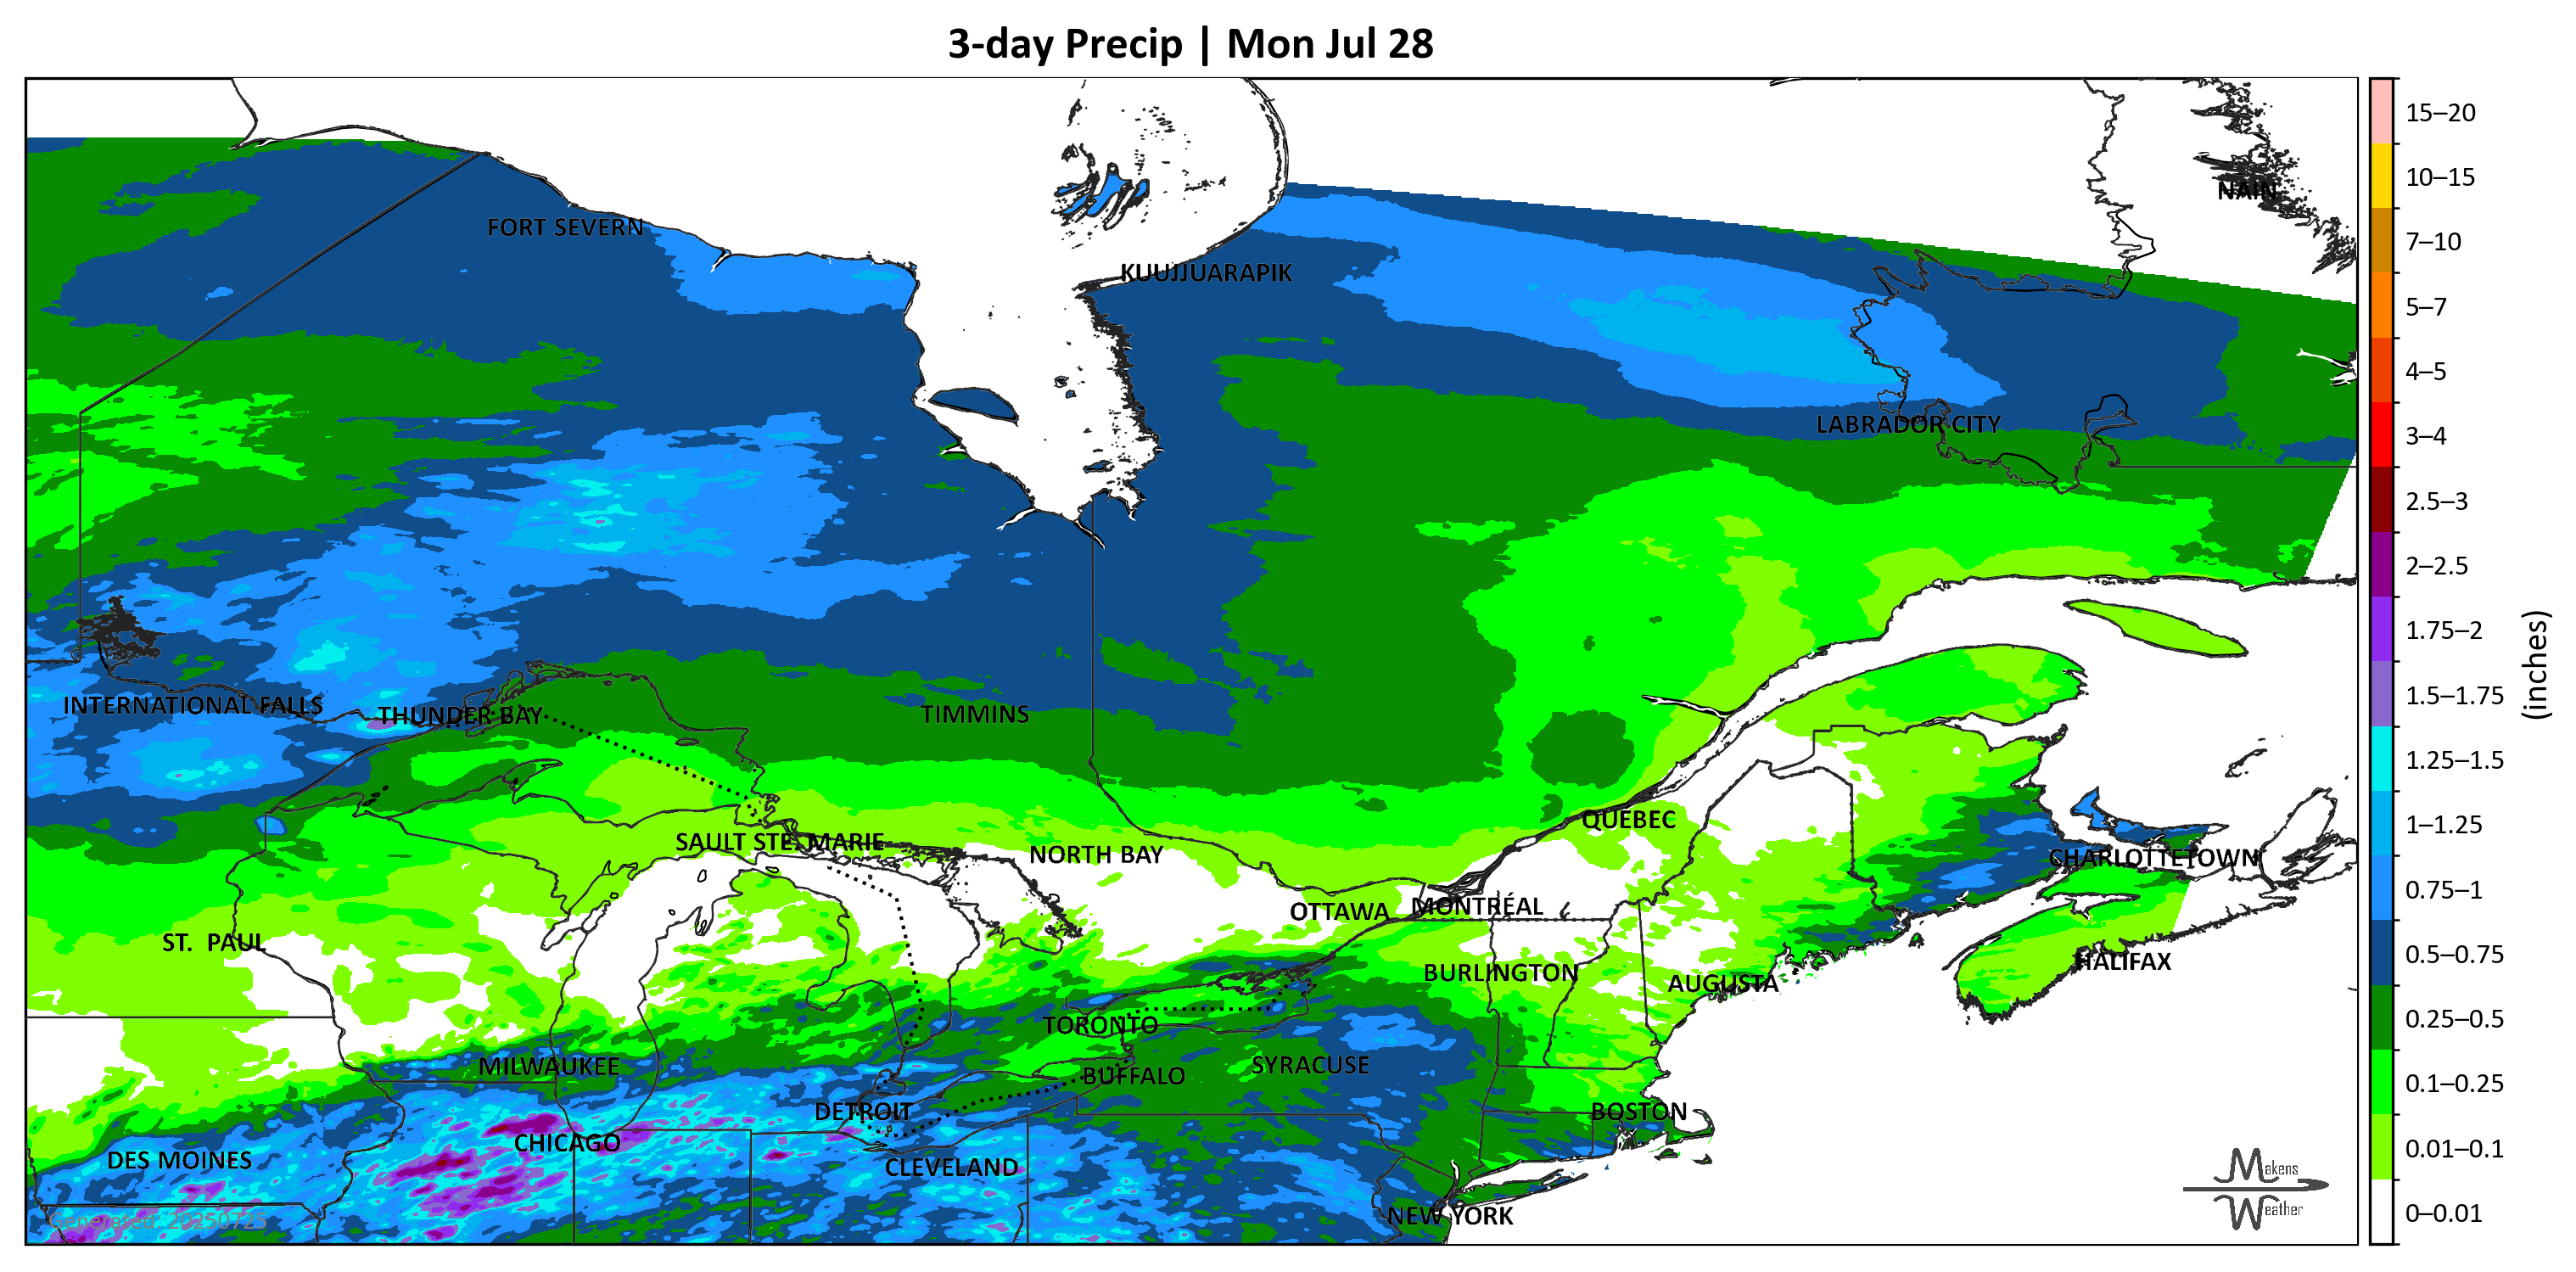 3-day Precip | Mon Jul 28
NAIN
FORT SEVERN
KUUJJUARAPIK
LABRADOR CITY
INTERNATIONAL FALLS
THUNDER BAY
TIMMINS
SAULT STE. MARIE
NORTH BAY
QUEBEC
CHARLOTTETOWN
OTTAWA
MONTRÉAL
ST. PAUL
HALIFAX
BURLINGTON
AUGUSTA
TORONTO
SYRACUSE
MILWAUKEE
BUFFALO
DETROIT
BOSTON
CHICAGO
DES MOINES
CLEVELAND
NEW YORK
Generated: 20250725
Makens
Weather
15–20
10–15
7–10
5–7
4–5
3–4
2.5–3
2–2.5
1.75–2
1.5–1.75
1.25–1.5
1–1.25
0.75–1
0.5–0.75
0.25–0.5
0.1–0.25
0.01–0.1
0–0.01
(inches)